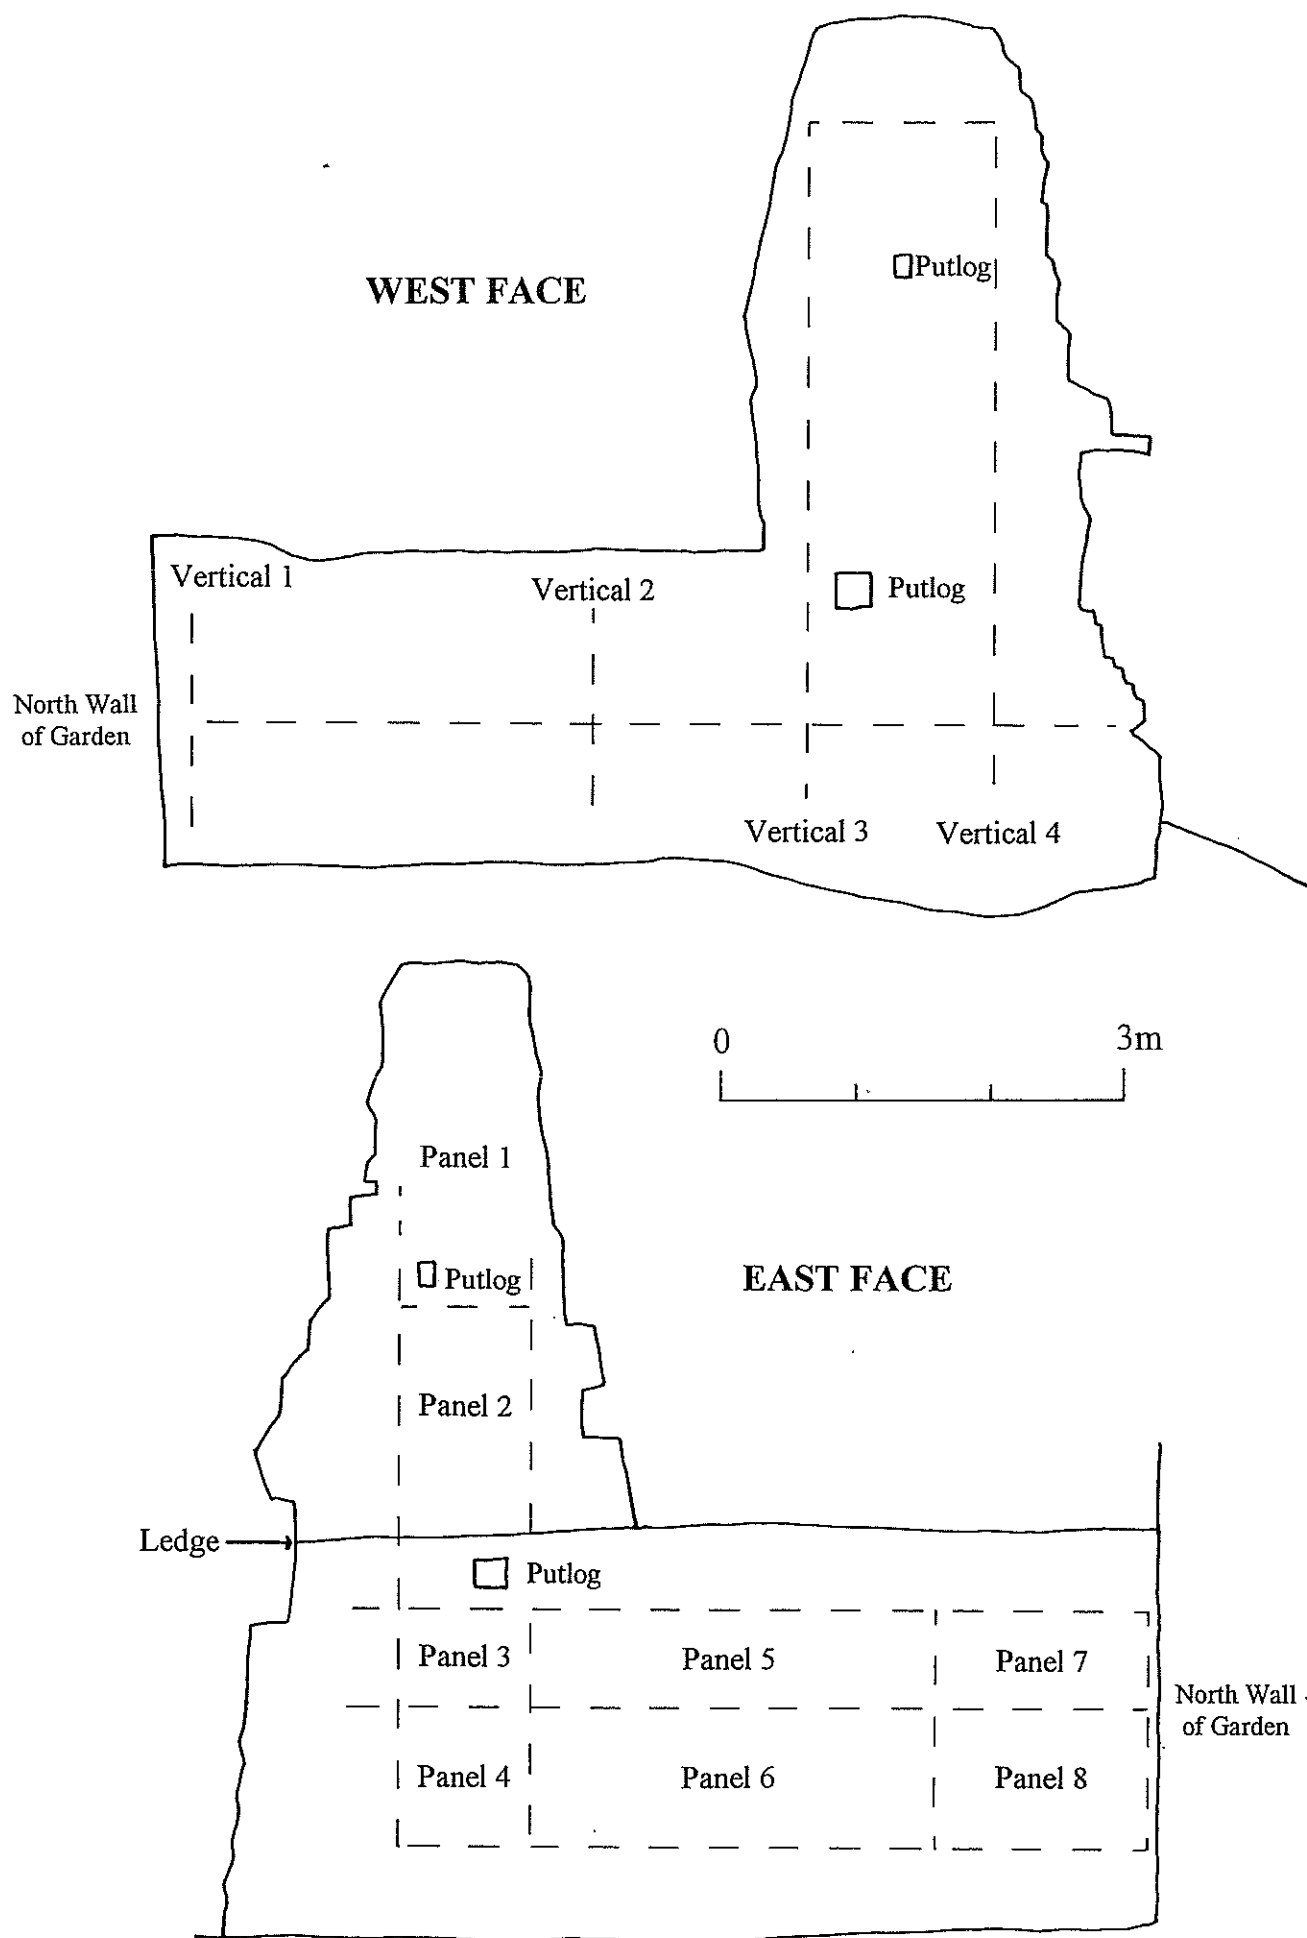 WEST FACE
Putlog
Vertical 1
Vertical 2
Putlog
North Wall
of Garden
Vertical 3
Vertical 4
0
3m
Panel 1
Putlog
EAST FACE
Panel 2
Ledge
Putlog
Panel 3
Panel 5
Panel 7
North Wall
of Garden
Panel 4
Panel 6
Panel 8